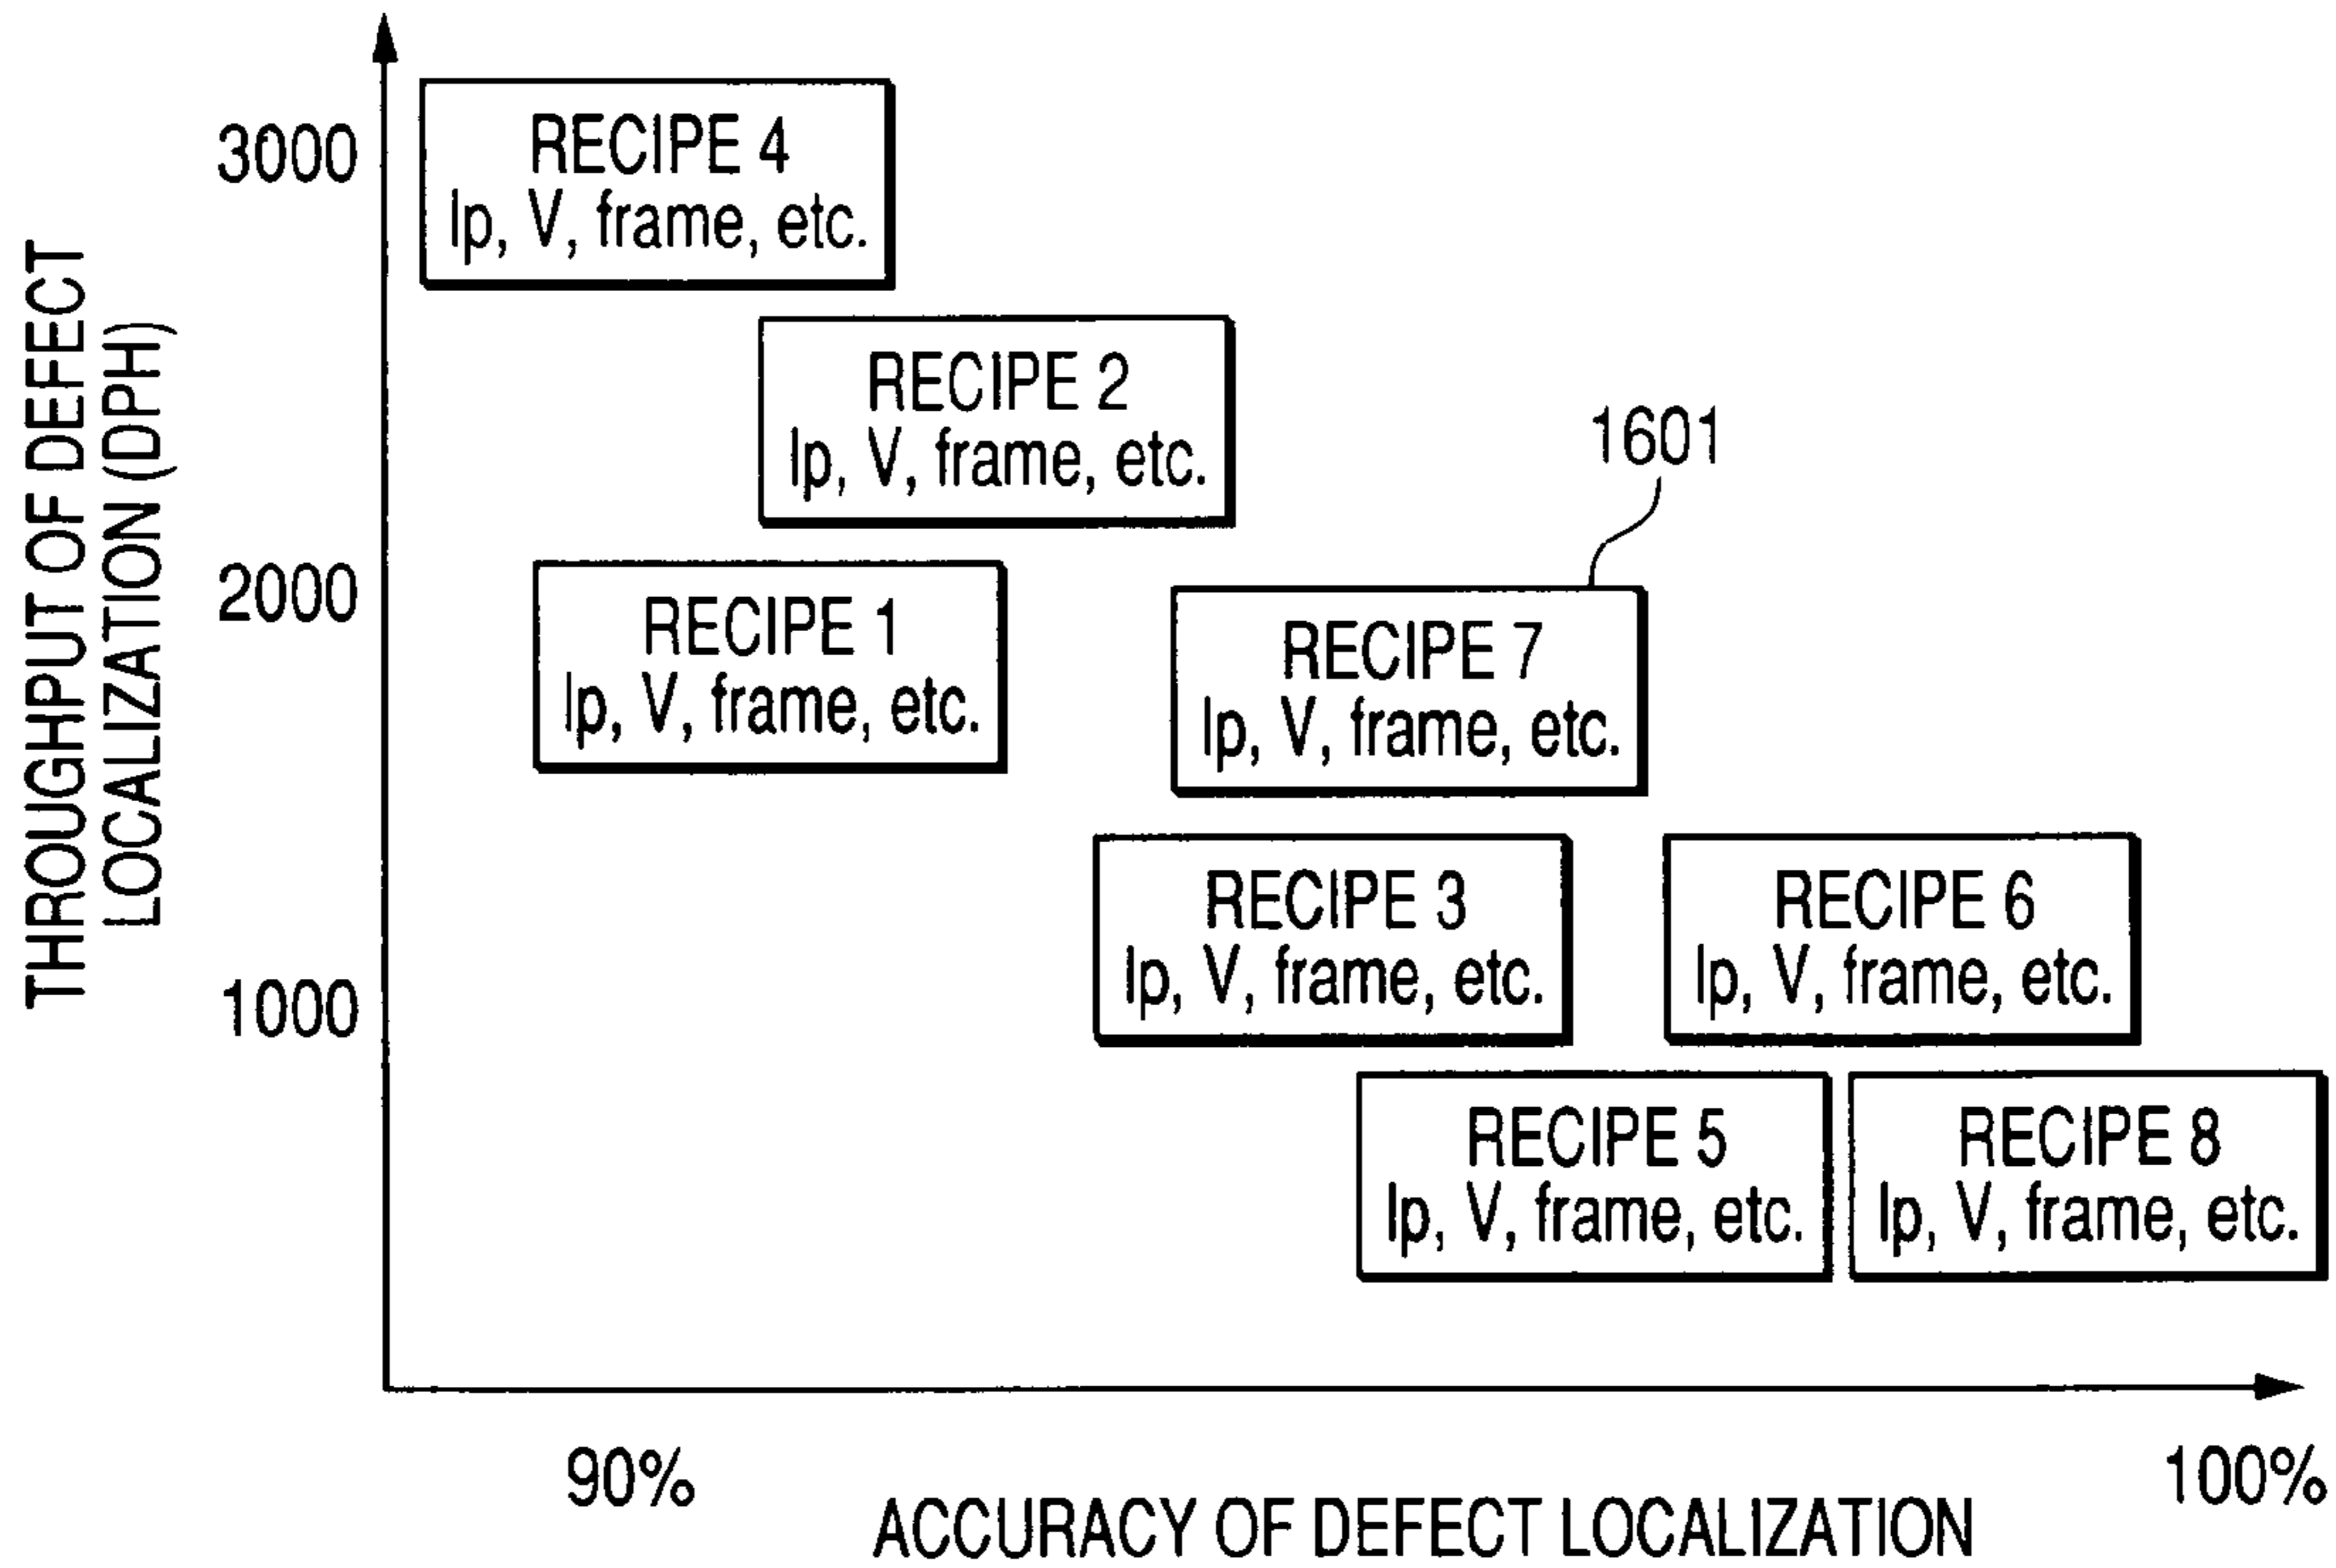 THROUGHPUT OF DEFECT
LOCALIZATION (DPH)
3000
2000
1000
RECIPE 4
Ip, V, frame, etc.
RECIPE 2
Ip, V, frame, etc.
1601
RECIPE 1
Ip, V, frame, etc.
RECIPE 7
Ip, V, frame, etc.
RECIPE 3
Ip, V, frame, etc.
RECIPE 6
Ip, V, frame, etc.
RECIPE 5
Ip, V, frame, etc.
RECIPE 8
Ip, V, frame, etc.
90%
100%
ACCURACY OF DEFECT LOCALIZATION